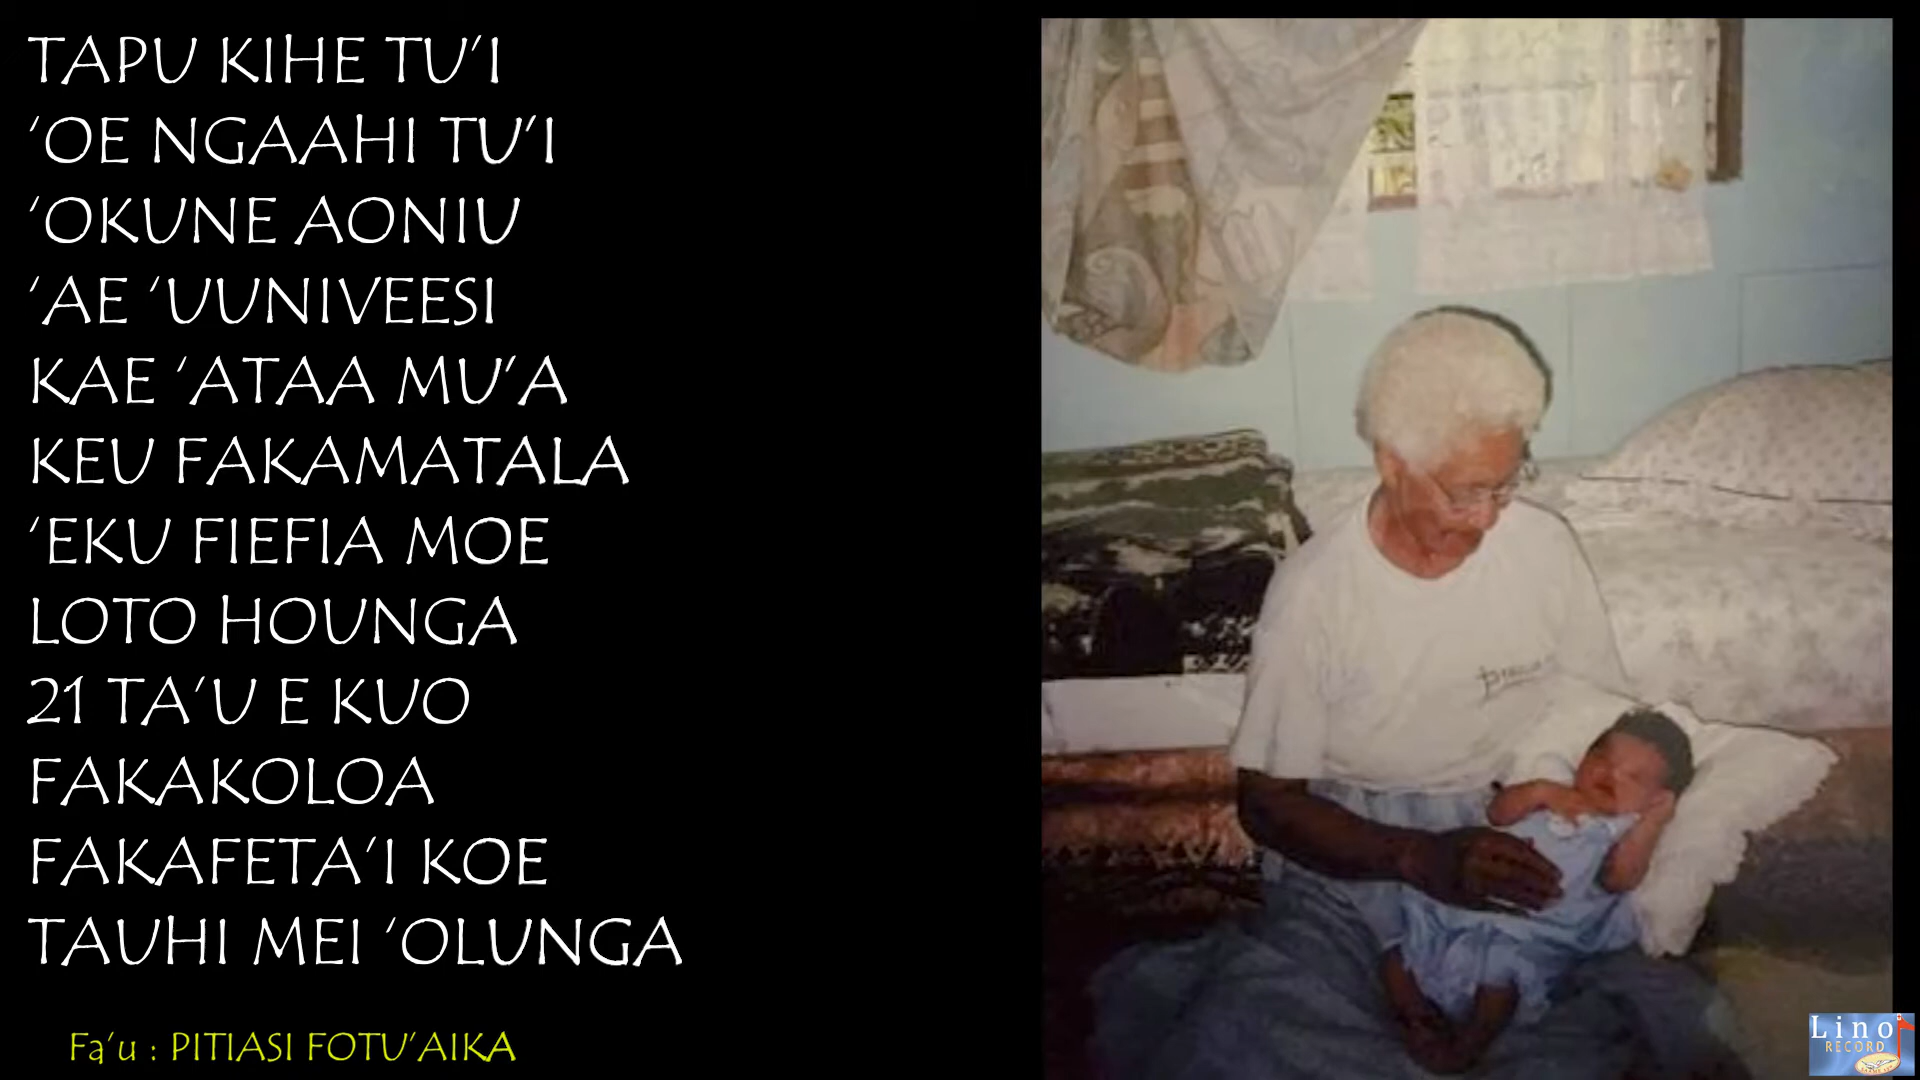 TAPU KIHE TU’I
‘OE NGAAHI TU’I
‘OKUNE AONIU
‘AE ‘UUNIVEESI
KAE ‘ATAA MU’A
KEU FAKAMATALA
‘EKU FIEFIA MOE
LOTO HOUNGA
21 TA’U E KUO
FAKAKOLOA
FAKAFETA’I KOE
TAUHI MEI ‘OLUNGA
Fa’u : PITIASI FOTU’AIKA
Lino
RECORD